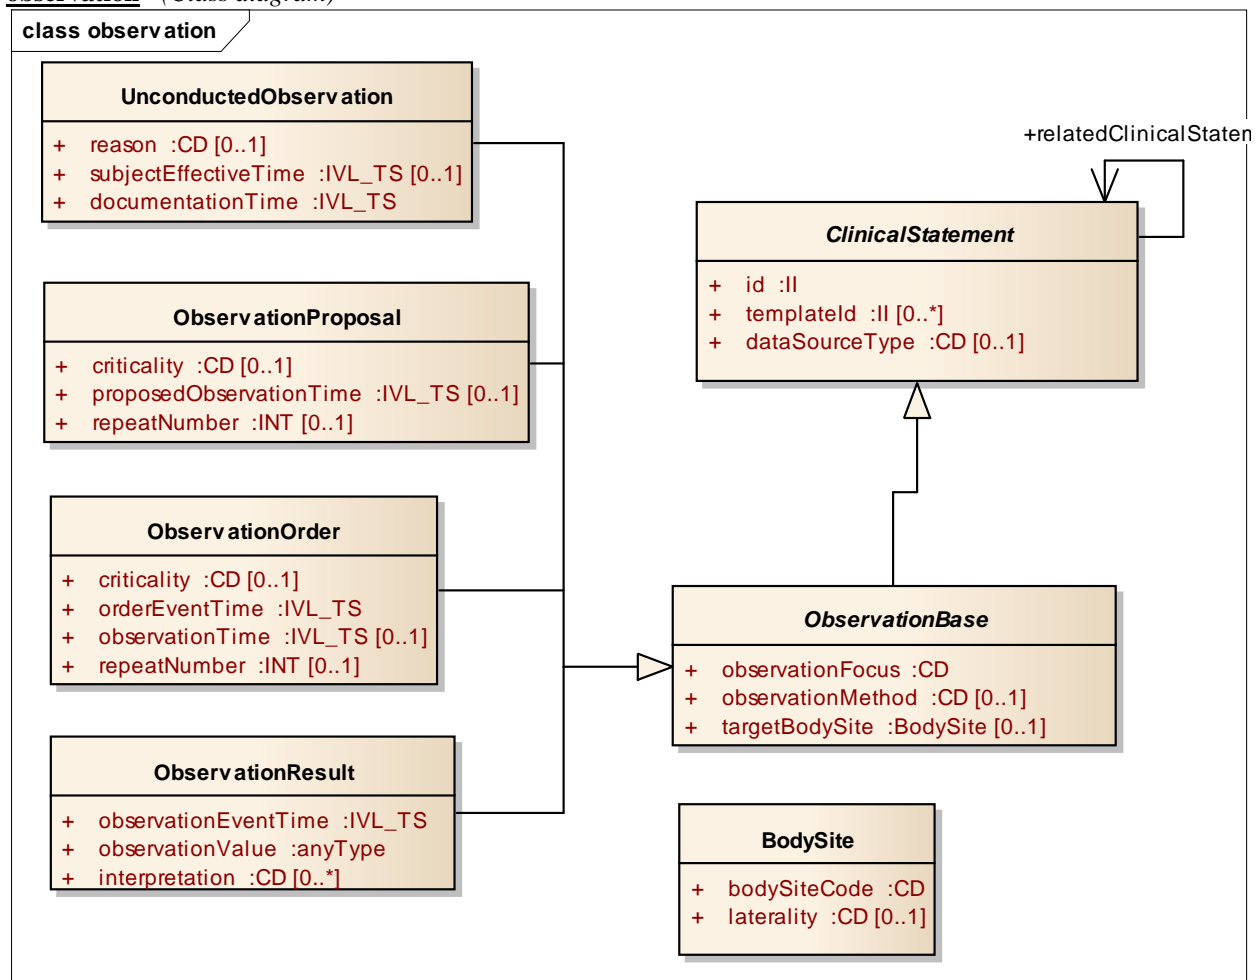 (Class diagram)
class observation
UnconductedObservation
+ reason :CD [0..1]
+ subjectEffectiveTime :IVL_TS [0..1]
+ documentationTime :IVL_TS
ObservationProposal
+ criticality :CD [0..1]
+ proposedObservationTime :IVL_TS [0..1]
+ repeatNumber :INT [0..1]
ObservationOrder
+ criticality :CD [0..1]
+ orderEventTime :IVL_TS
+ observationTime :IVL_TS [0..1]
+ repeatNumber :INT [0..1]
ObservationResult
+ observationEventTime :IVL_TS
+ observationValue :anyType
+ interpretation :CD [0..*]
+relatedClinicalStatem
ClinicalStatement
+ id :II
+ templateId :II [0..*]
+ dataSourceType :CD [0..1]
ObservationBase
+ observationFocus :CD
+ observationMethod :CD [0..1]
+ targetBodySite :BodySite [0..1]
BodySite
+ bodySiteCode :CD
+ laterality :CD [0..1]